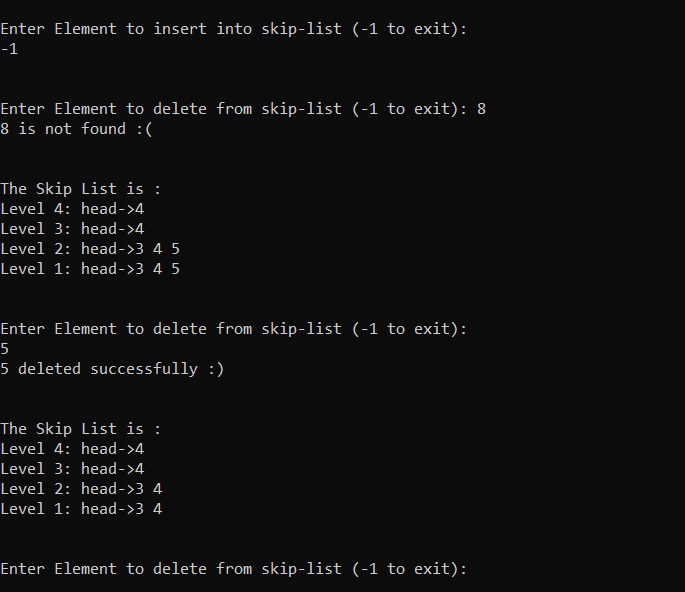 Enter Element to insert into skip-list (-1 to exit):
-1
Enter Element to delete from skip-list (-1 to exit): 8
8 is not found :(
The Skip List is :
Level 4: head->4
Level 3: head->4
Level 2: head->3 4 5
Level 1: head->3 4 5
Enter Element to delete from skip-list (-1 to exit):
5
5 deleted successfully :)
The Skip List is :
Level 4: head->4
Level 3: head->4
Level 2: head->3 4
Level 1: head->3 4
Enter Element to delete from skip-list (-1 to exit):